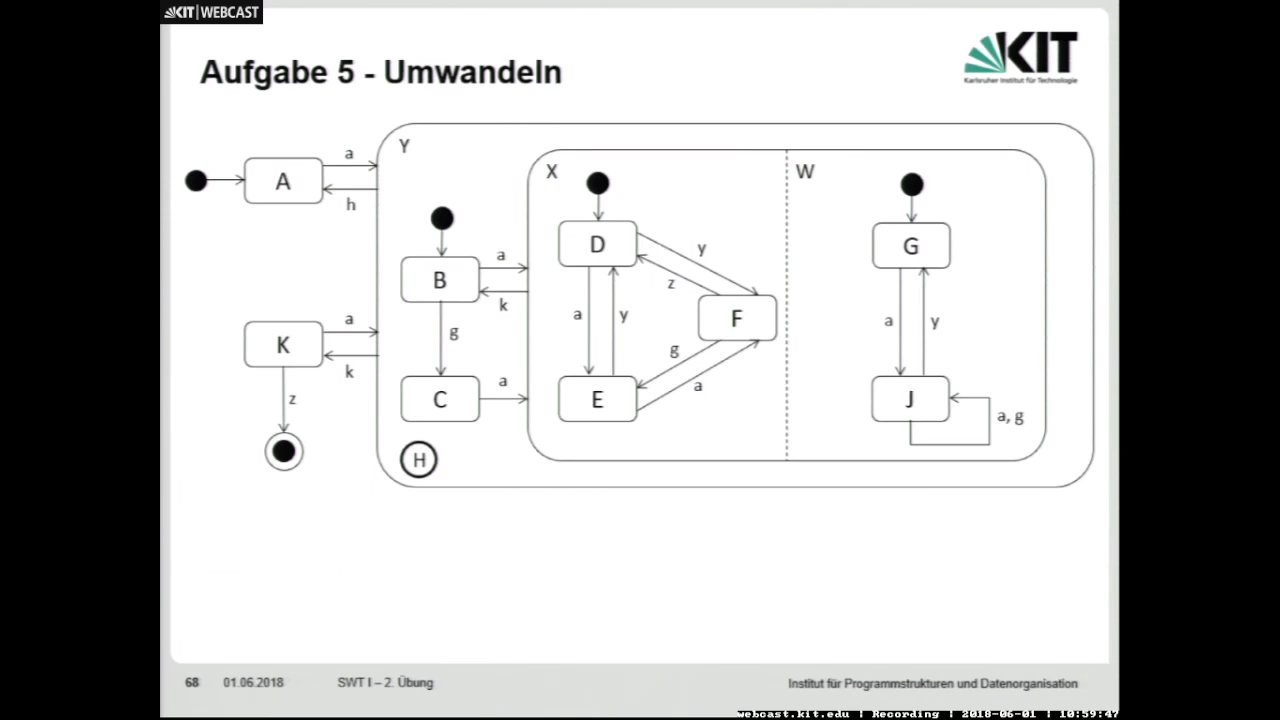 KIT WEBCAST
Aufgabe 5 - Umwandeln
KIT
Karlsruher Institut für Technologie
Y
X
W
a
A
h
D
y
G
B
a
k
z
a
y
F
a
y
a
K
k
g
g
a
z
C
a
E
J
a, g
H
68 01.06.2018 SWT I – 2. Übung Institut für Programmstrukturen und Datenorganisation
webcast.kit.edu | Recording | 2018-06-01 | 10:59:47